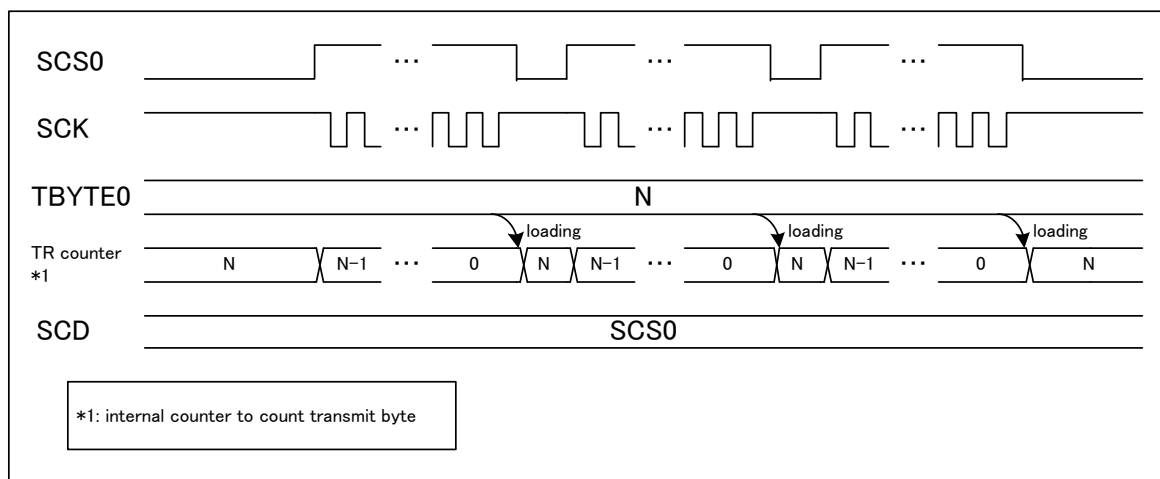 SCS0 … … …
SCK … … …
TBYTE0 N
loading loading loading
TR counter
*1
N N-1 … 0 N N-1 … 0 N N-1 … 0 N
SCD SCS0
*1: internal counter to count transmit byte